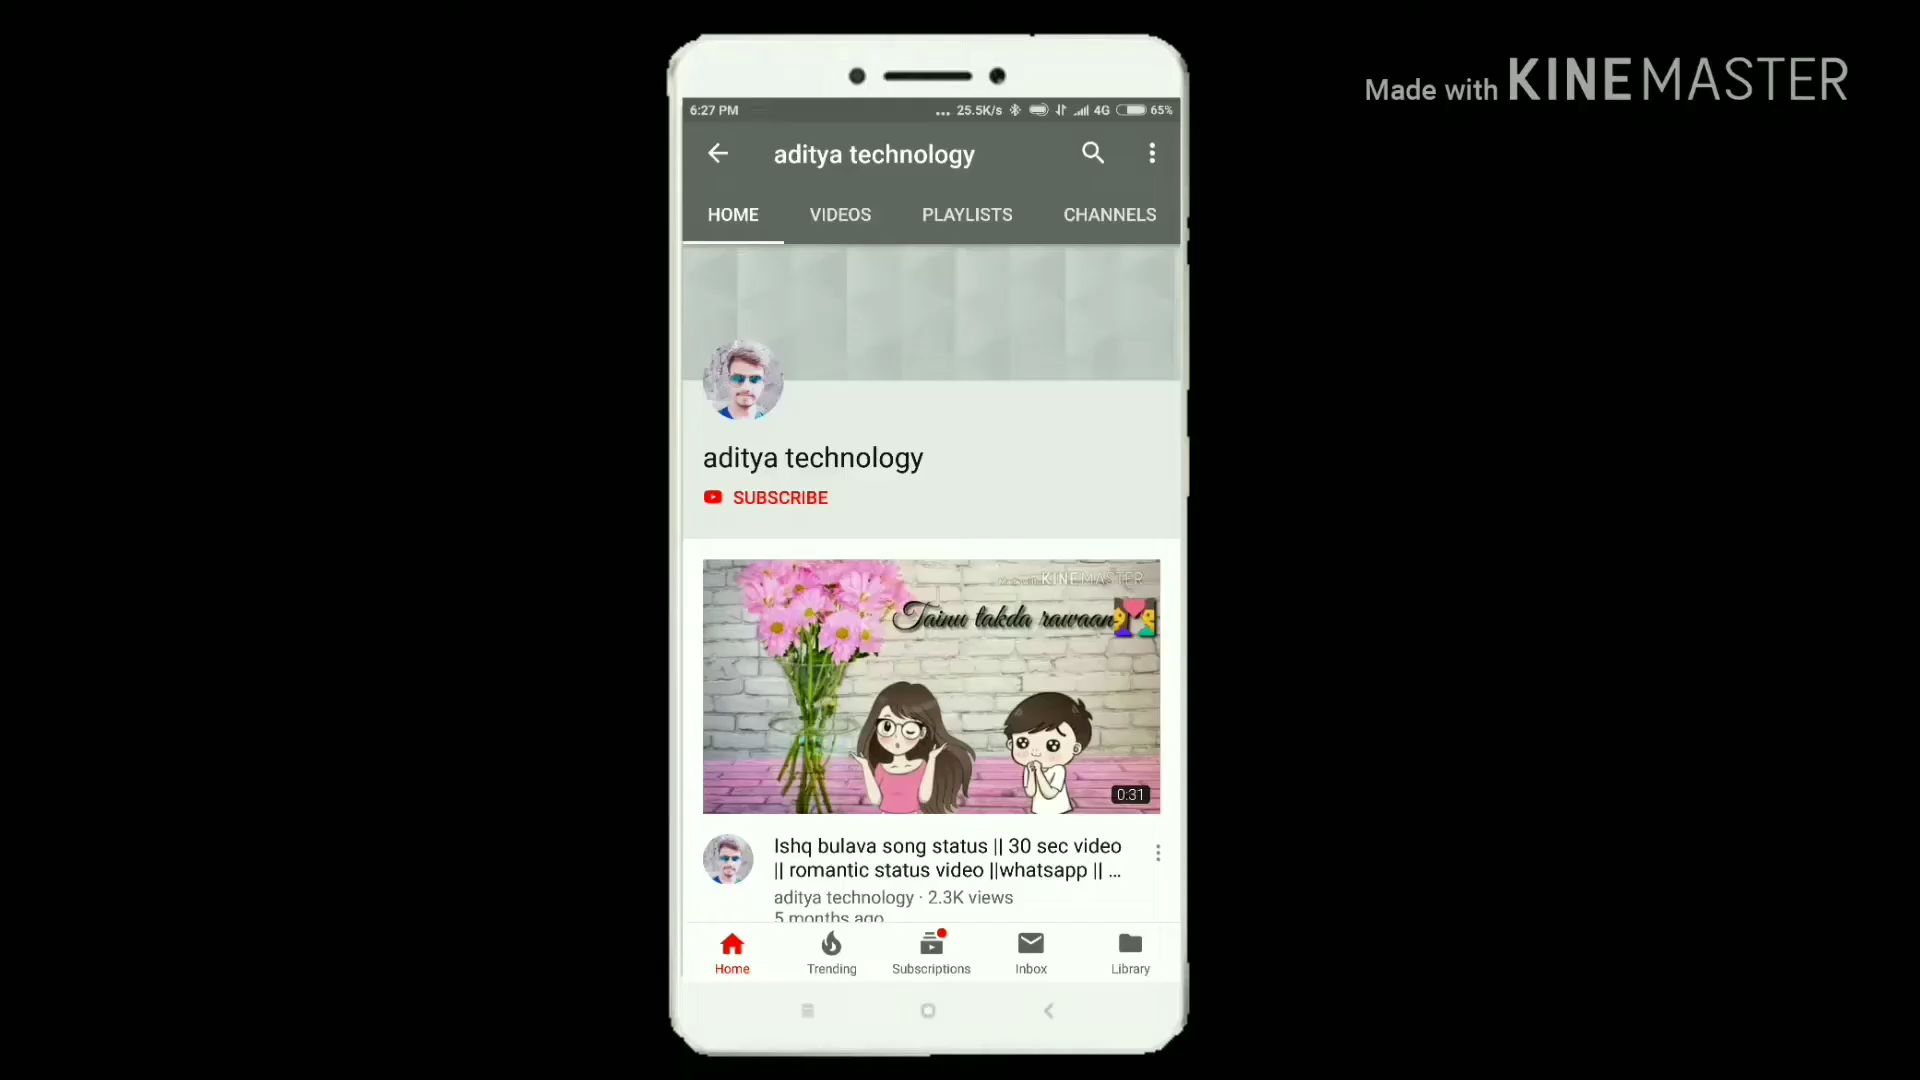 Made with KINEMASTER
6:27 PM ... 25.5K/s 4G 65%
aditya technology
HOME VIDEOS PLAYLISTS CHANNELS
aditya technology
SUBSCRIBE
Made with KINEMASTER
Tainu takda rawaan
0:31
Ishq bulava song status || 30 sec video
|| romantic status video ||whatsapp || ...
aditya technology · 2.3K views
5 months ago
Home Trending Subscriptions Inbox Library